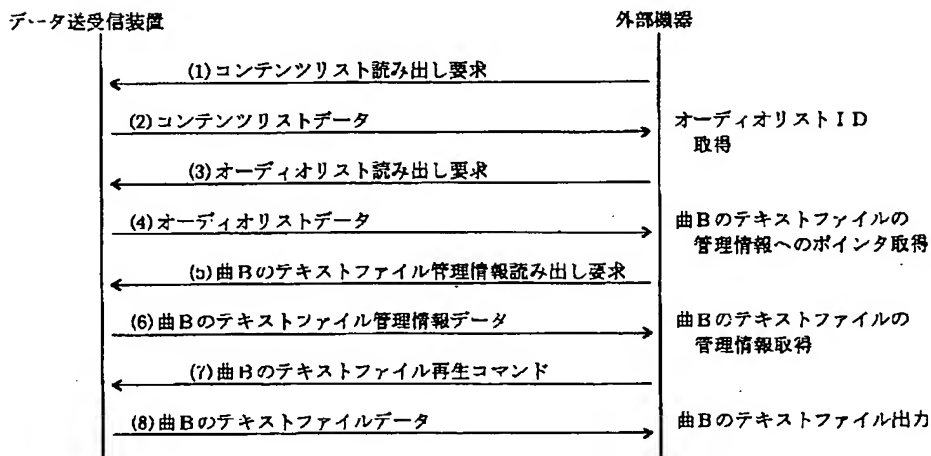 データ送受信装置
外部機器
(1)コンテンツリスト読み出し要求
(2)コンテンツリストデータ
オーディオリストID
取得
(3)オーディオリスト読み出し要求
(4)オーディオリストデータ
曲Bのテキストファイルの
管理情報へのポインタ取得
(5)曲Bのテキストファイル管理情報読み出し要求
(6)曲Bのテキストファイル管理情報データ
曲Bのテキストファイルの
管理情報取得
(7)曲Bのテキストファイル再生コマンド
(8)曲Bのテキストファイルデータ
曲Bのテキストファイル出力